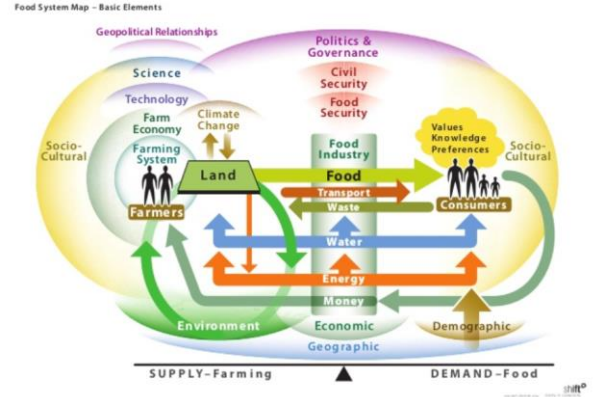 Food System Map – Basic Elements
Geopolitical Relationships
Politics &
Governance
Science
Civil
Security
Technology
Food
Security
Climate
Change
Farm
Economy
Values
Knowledge
Preferences
Socio-
Cultural
Farming
System
Food
Industry
Socio-
Cultural
Land
Food
Transport
Waste
Farmers
Consumers
Water
Energy
Money
Environment
Economic
Demographic
Geographic
SUPPLY–Farming
DEMAND–Food
shift